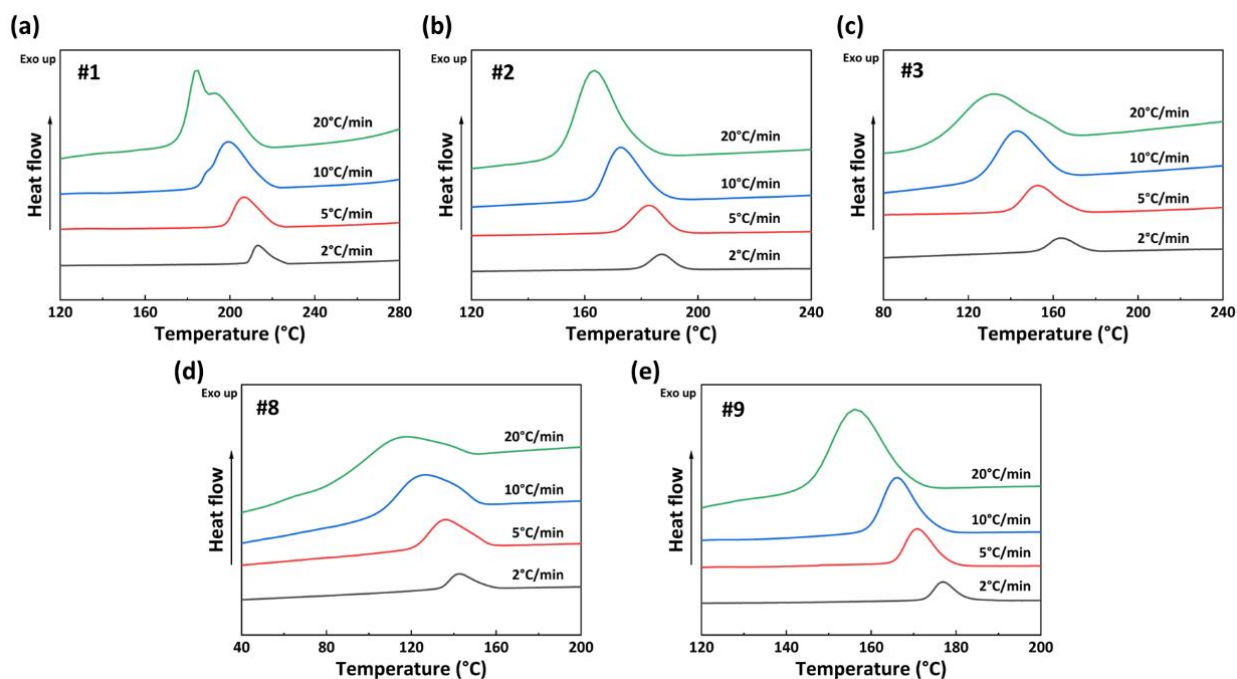 (a)
Exo up
#1
20°C/min
10°C/min
5°C/min
2°C/min
Heat flow
120 160 200 240 280
Temperature (°C)
(b)
Exo up
#2
20°C/min
10°C/min
5°C/min
2°C/min
Heat flow
120 160 200 240
Temperature (°C)
(c)
Exo up
#3
20°C/min
10°C/min
5°C/min
2°C/min
Heat flow
80 120 160 200 240
Temperature (°C)
(d)
Exo up
#8
20°C/min
10°C/min
5°C/min
2°C/min
Heat flow
40 80 120 160 200
Temperature (°C)
(e)
Exo up
#9
20°C/min
10°C/min
5°C/min
2°C/min
Heat flow
120 140 160 180 200
Temperature (°C)